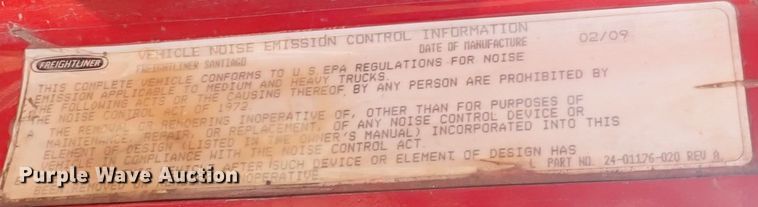 FREIGHTLINER
VEHICLE NOISE EMISSION CONTROL INFORMATION
FREIGHTLINER SANTIAGO
DATE OF MANUFACTURE 02/09
THIS COMPLETE VEHICLE CONFORMS TO U.S EPA REGULATIONS FOR NOISE
EMISSION APPLICABLE TO MEDIUM AND HEAVY TRUCKS.
THE FOLLOWING ACTS OR THE CAUSING THEREOF, BY ANY PERSON ARE PROHIBITED BY
THE NOISE CONTROL ACT OF 1972
A THE REMOVAL OR RENDERING INOPERATIVE OF, OTHER THAN FOR PURPOSES OF
MAINTENANCE, REPAIR, OR REPLACEMENT, OF ANY NOISE CONTROL DEVICE OR
ELEMENT OF DESIGN (LISTED IN THE OWNER'S MANUAL) INCORPORATED INTO THIS
COMPLIANCE WITH THE NOISE CONTROL ACT.
AFTER SUCH DEVICE OR ELEMENT OF DESIGN HAS
BEEN REMOVED
PART NO. 24-01176-020 REV A.
Purple Wave Auction